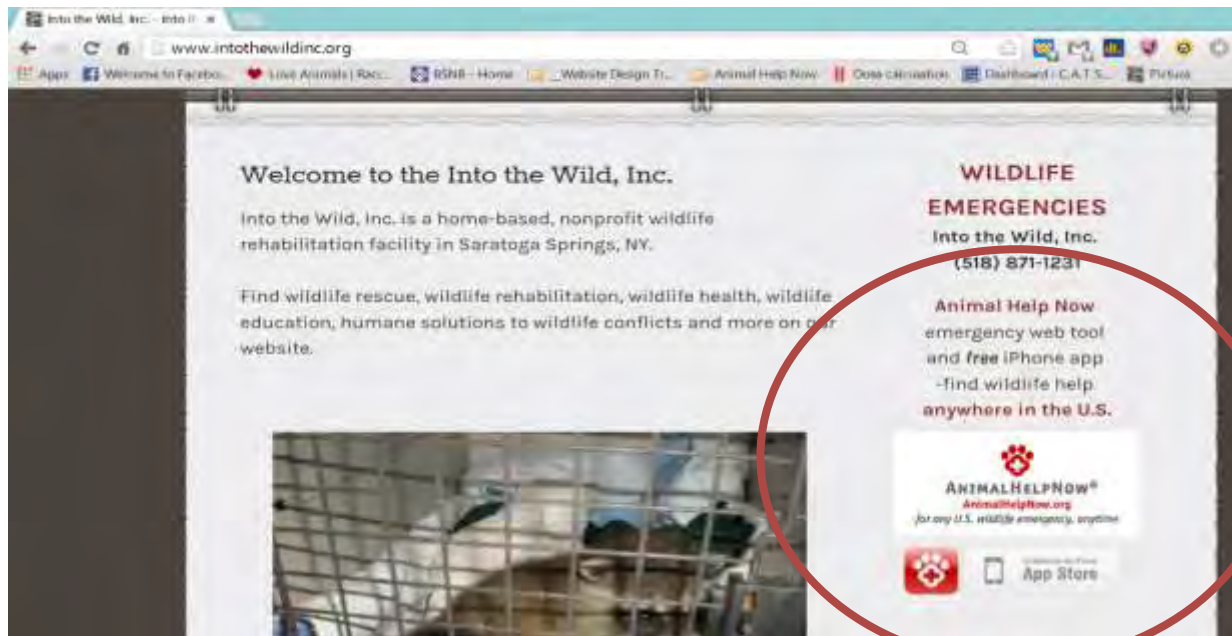 Into the Wild, Inc. - Into
www.intothewildinc.org
Apps
Welcome to Facebo...
Love Animals | Racc...
BSNB - Home
_Website Design Tr...
Animal Help Now
Dose calculation
Dashboard | C.A.T.S...
Picture
Welcome to the Into the Wild, Inc.
Into the Wild, Inc. is a home-based, nonprofit wildlife
rehabilitation facility in Saratoga Springs, NY.
Find wildlife rescue, wildlife rehabilitation, wildlife health, wildlife
education, humane solutions to wildlife conflicts and more on our
website.
WILDLIFE
EMERGENCIES
Into the Wild, Inc.
(518) 871-1231
Animal Help Now
emergency web tool
and free iPhone app
-find wildlife help
anywhere in the U.S.
ANIMALHELPNOW®
AnimalHelpNow.org
for any U.S. wildlife emergency, anytime
App Store